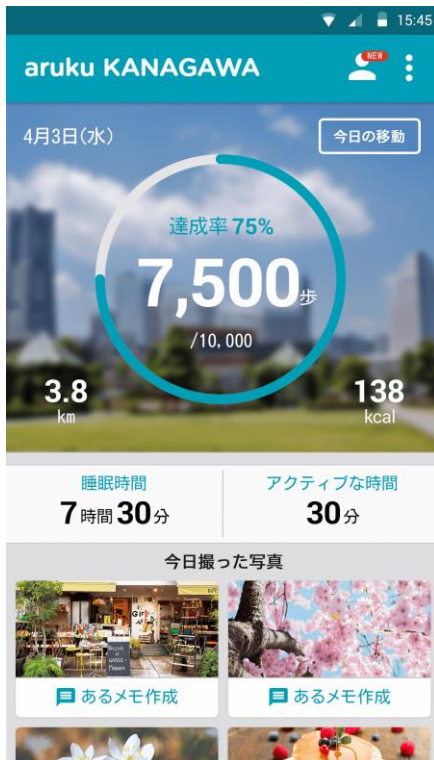 15:45
aruku KANAGAWA
NEW
4月3日(水)
今日の移動
達成率 75%
7,500歩
/10,000
3.8
km
138
kcal
睡眠時間
7時間30分
アクティブな時間
30分
今日撮った写真
あるメモ作成
あるメモ作成